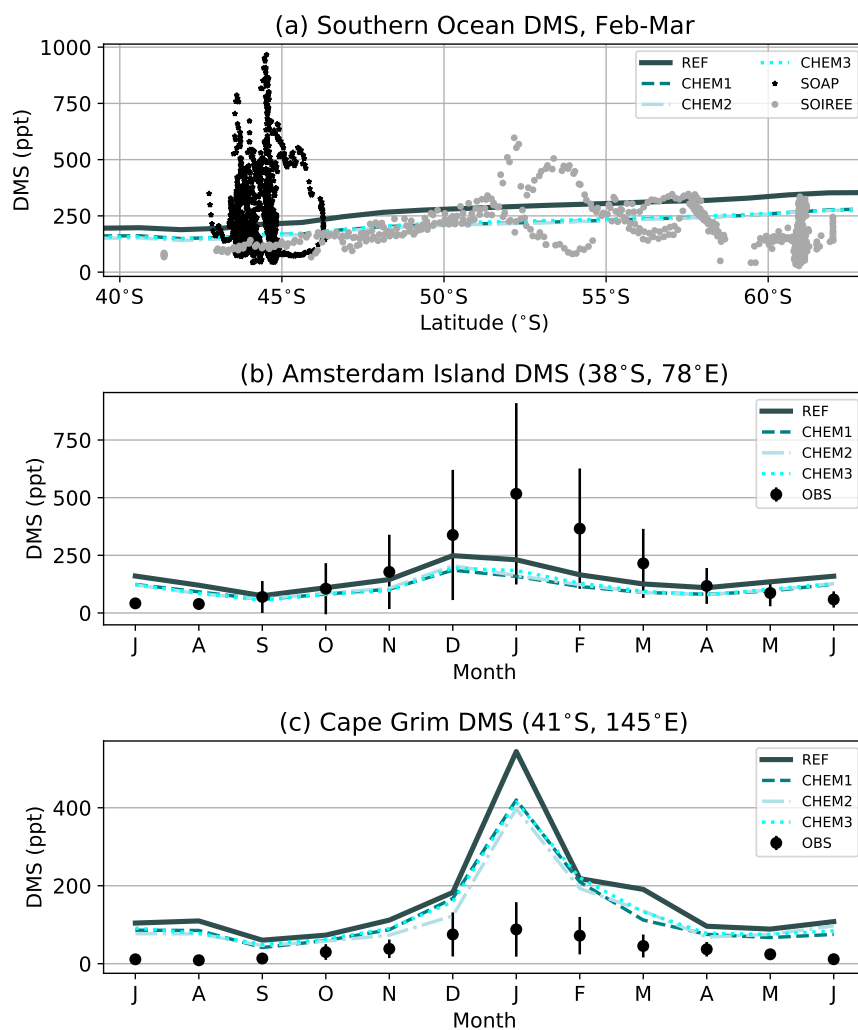 (a) Southern Ocean DMS, Feb-Mar
DMS (ppt)
1000
750
500
250
0
REF
CHEM1
CHEM2
CHEM3
SOAP
SOIREE
40°S 45°S 50°S 55°S 60°S
Latitude (°S)
(b) Amsterdam Island DMS (38°S, 78°E)
DMS (ppt)
750
500
250
0
REF
CHEM1
CHEM2
CHEM3
OBS
J A S O N D J F M A M J
Month
(c) Cape Grim DMS (41°S, 145°E)
DMS (ppt)
400
200
0
REF
CHEM1
CHEM2
CHEM3
OBS
J A S O N D J F M A M J
Month